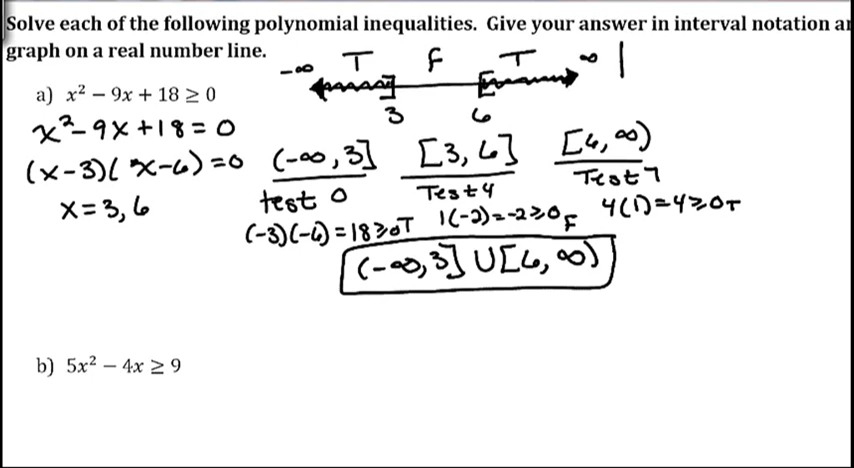 Solve each of the following polynomial inequalities. Give your answer in interval notation
graph on a real number line.
-∞ T F T ∞
3 6
a) x² − 9x + 18 ≥ 0
x²-9x+18=0
(x-3)(x-6)=0 (-∞,3] [3,6] [6,∞)
x=3,6 test 0 Test 4 Test 7
(-3)(-6)=18≥0T 1(-2)=-2≥0F 4(1)=4≥0T
(-∞,3]U[6,∞)
b) 5x² − 4x ≥ 9